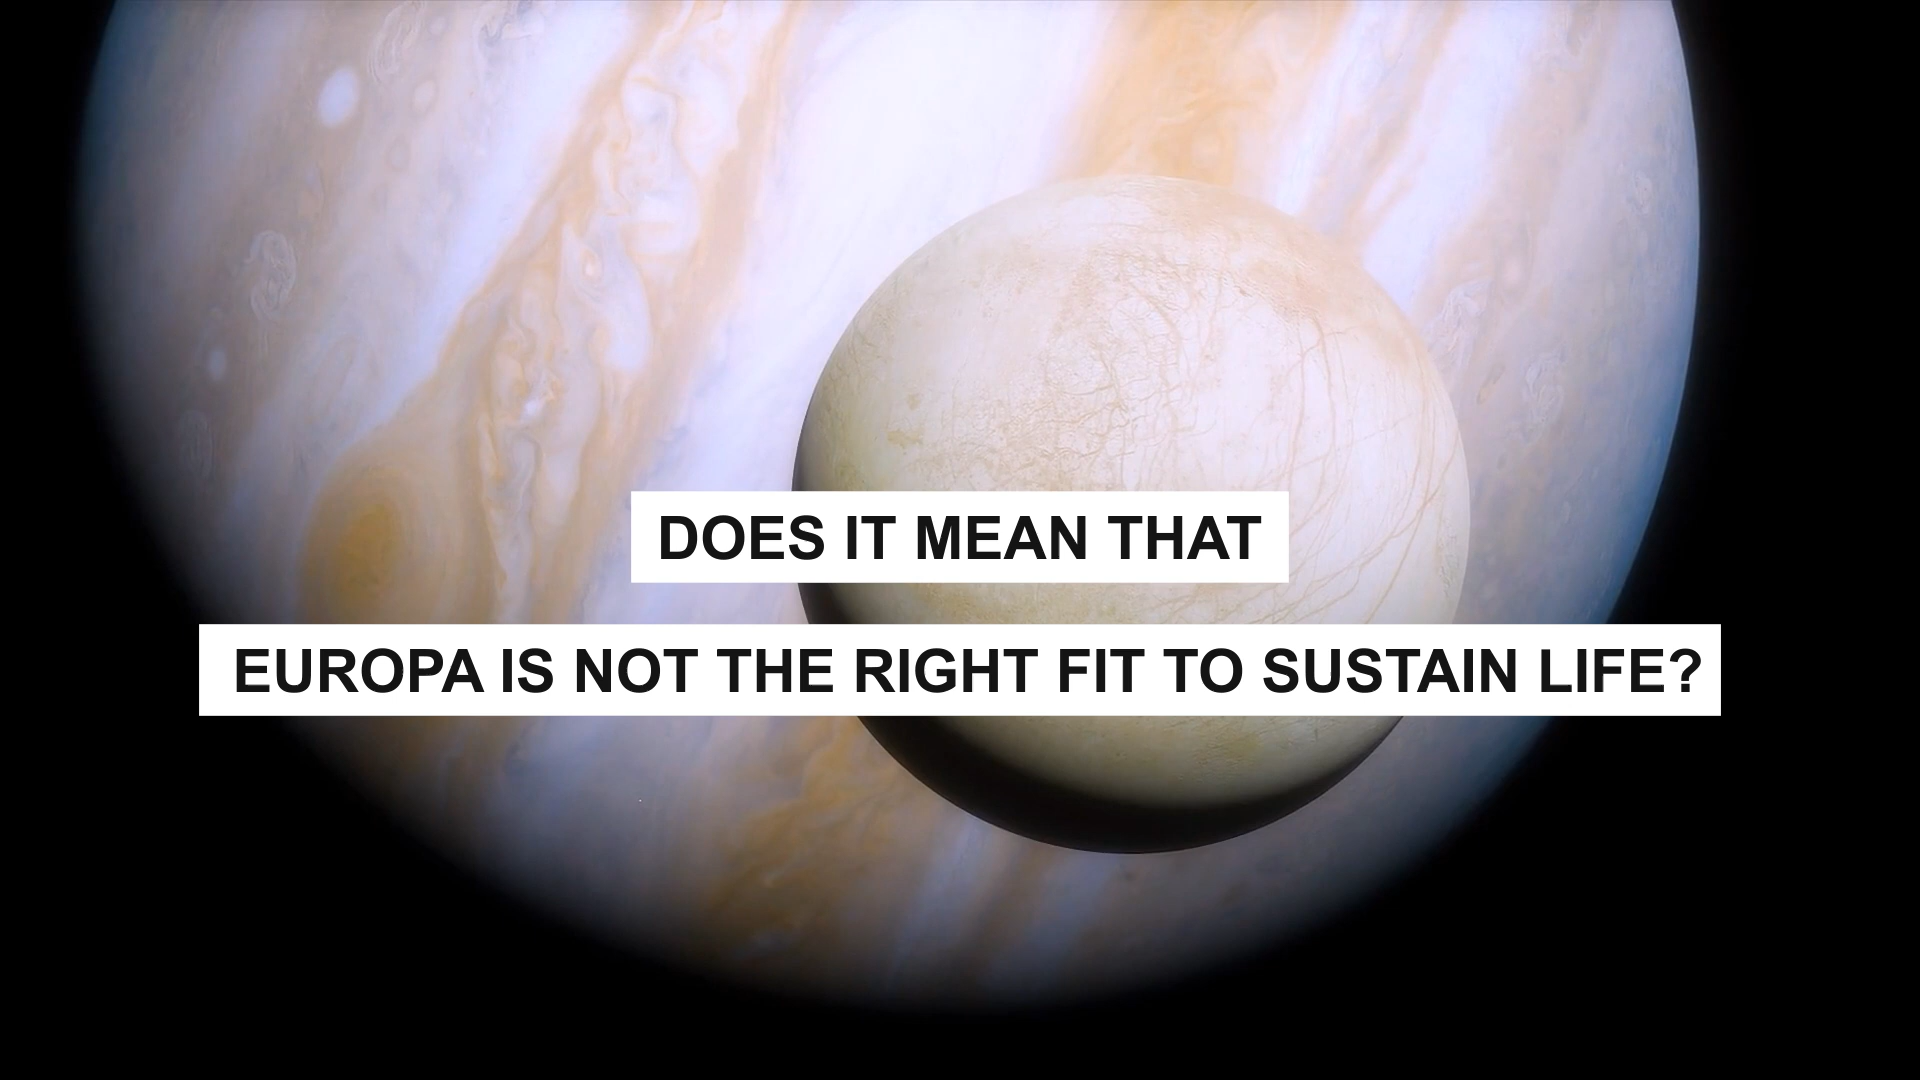 DOES IT MEAN THAT
EUROPA IS NOT THE RIGHT FIT TO SUSTAIN LIFE?